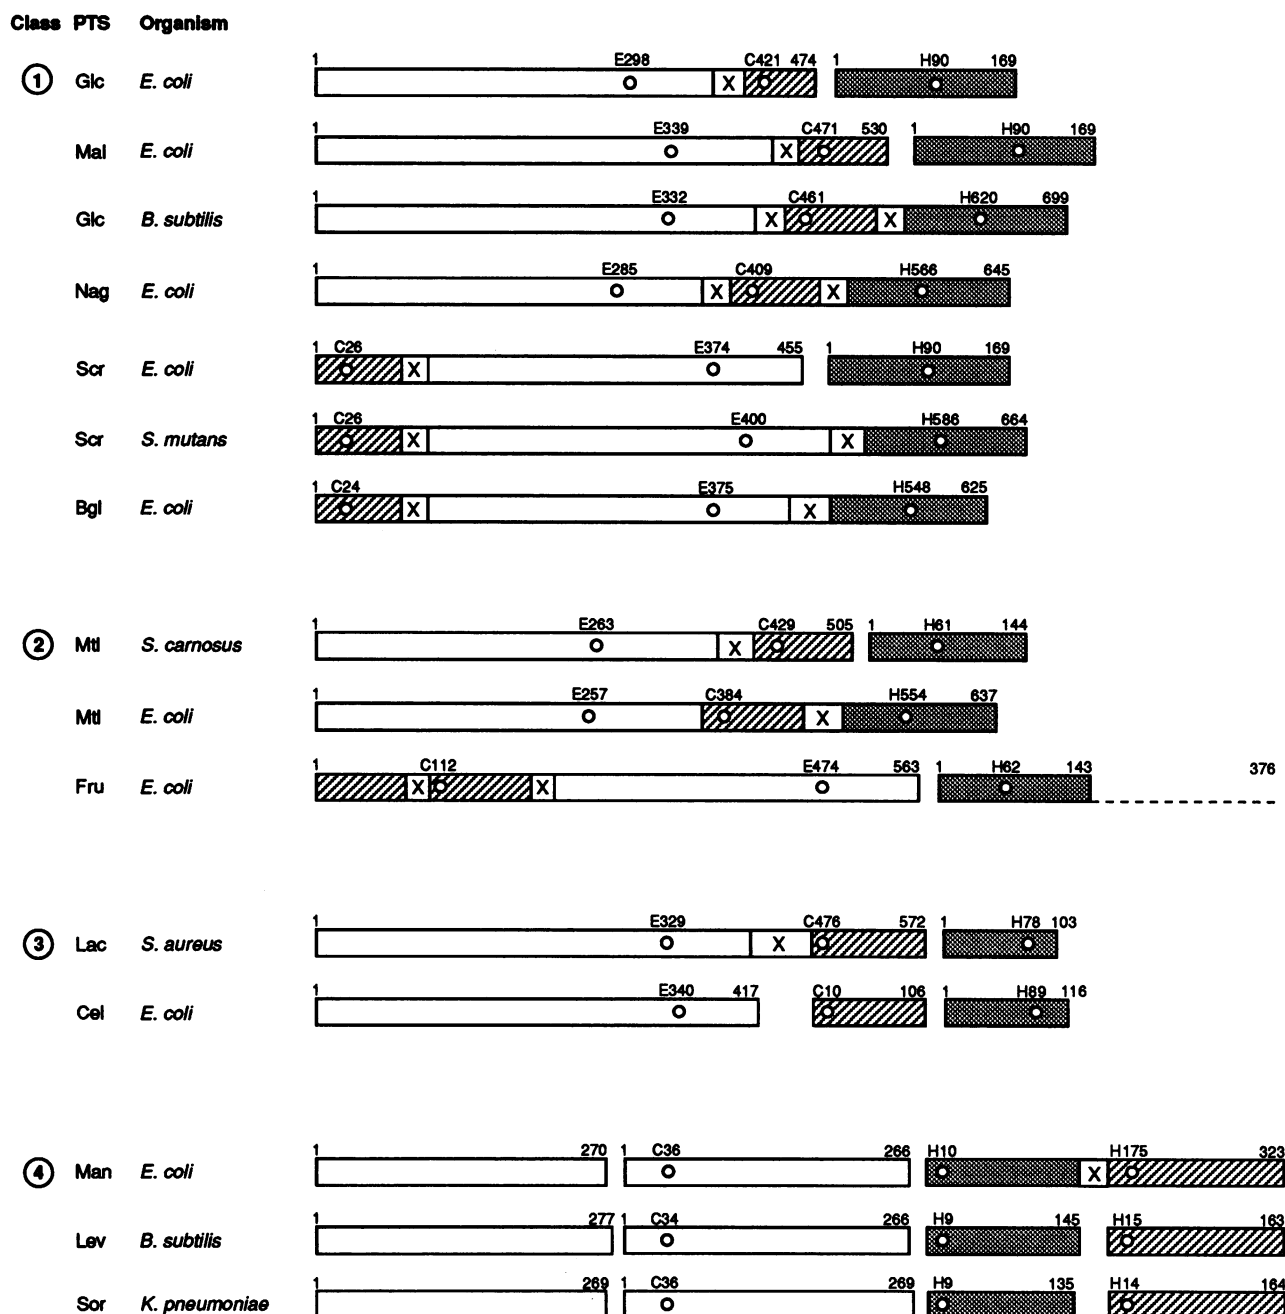 Class PTS Organism
1 E298 C421 474 1 H90 169
1 Glc E. coli X
1 E339 C471 530 1 H90 169
Mal E. coli X
1 E332 C461 H620 699
Glc B. subtilis X X
1 E285 C409 H566 645
Nag E. coli X X
1 C26 E374 455 1 H90 169
Scr E. coli X
1 C26 E400 H586 664
Scr S. mutans X X
1 C24 E375 H548 625
Bgl E. coli X X
1 E263 C429 505 1 H61 144
2 Mtl S. carnosus X
1 E257 C384 H554 637
Mtl E. coli X
1 C112 E474 563 1 H62 143 376
Fru E. coli X X
1 E329 C476 572 1 H78 103
3 Lac S. aureus X
1 E340 417 C10 106 1 H89 116
Cel E. coli
1 270 1 C36 266 H10 H175 323
4 Man E. coli X
1 277 1 C34 266 H9 145 H15 163
Lev B. subtilis
1 269 1 C36 269 H9 135 H14 164
Sor K. pneumoniae